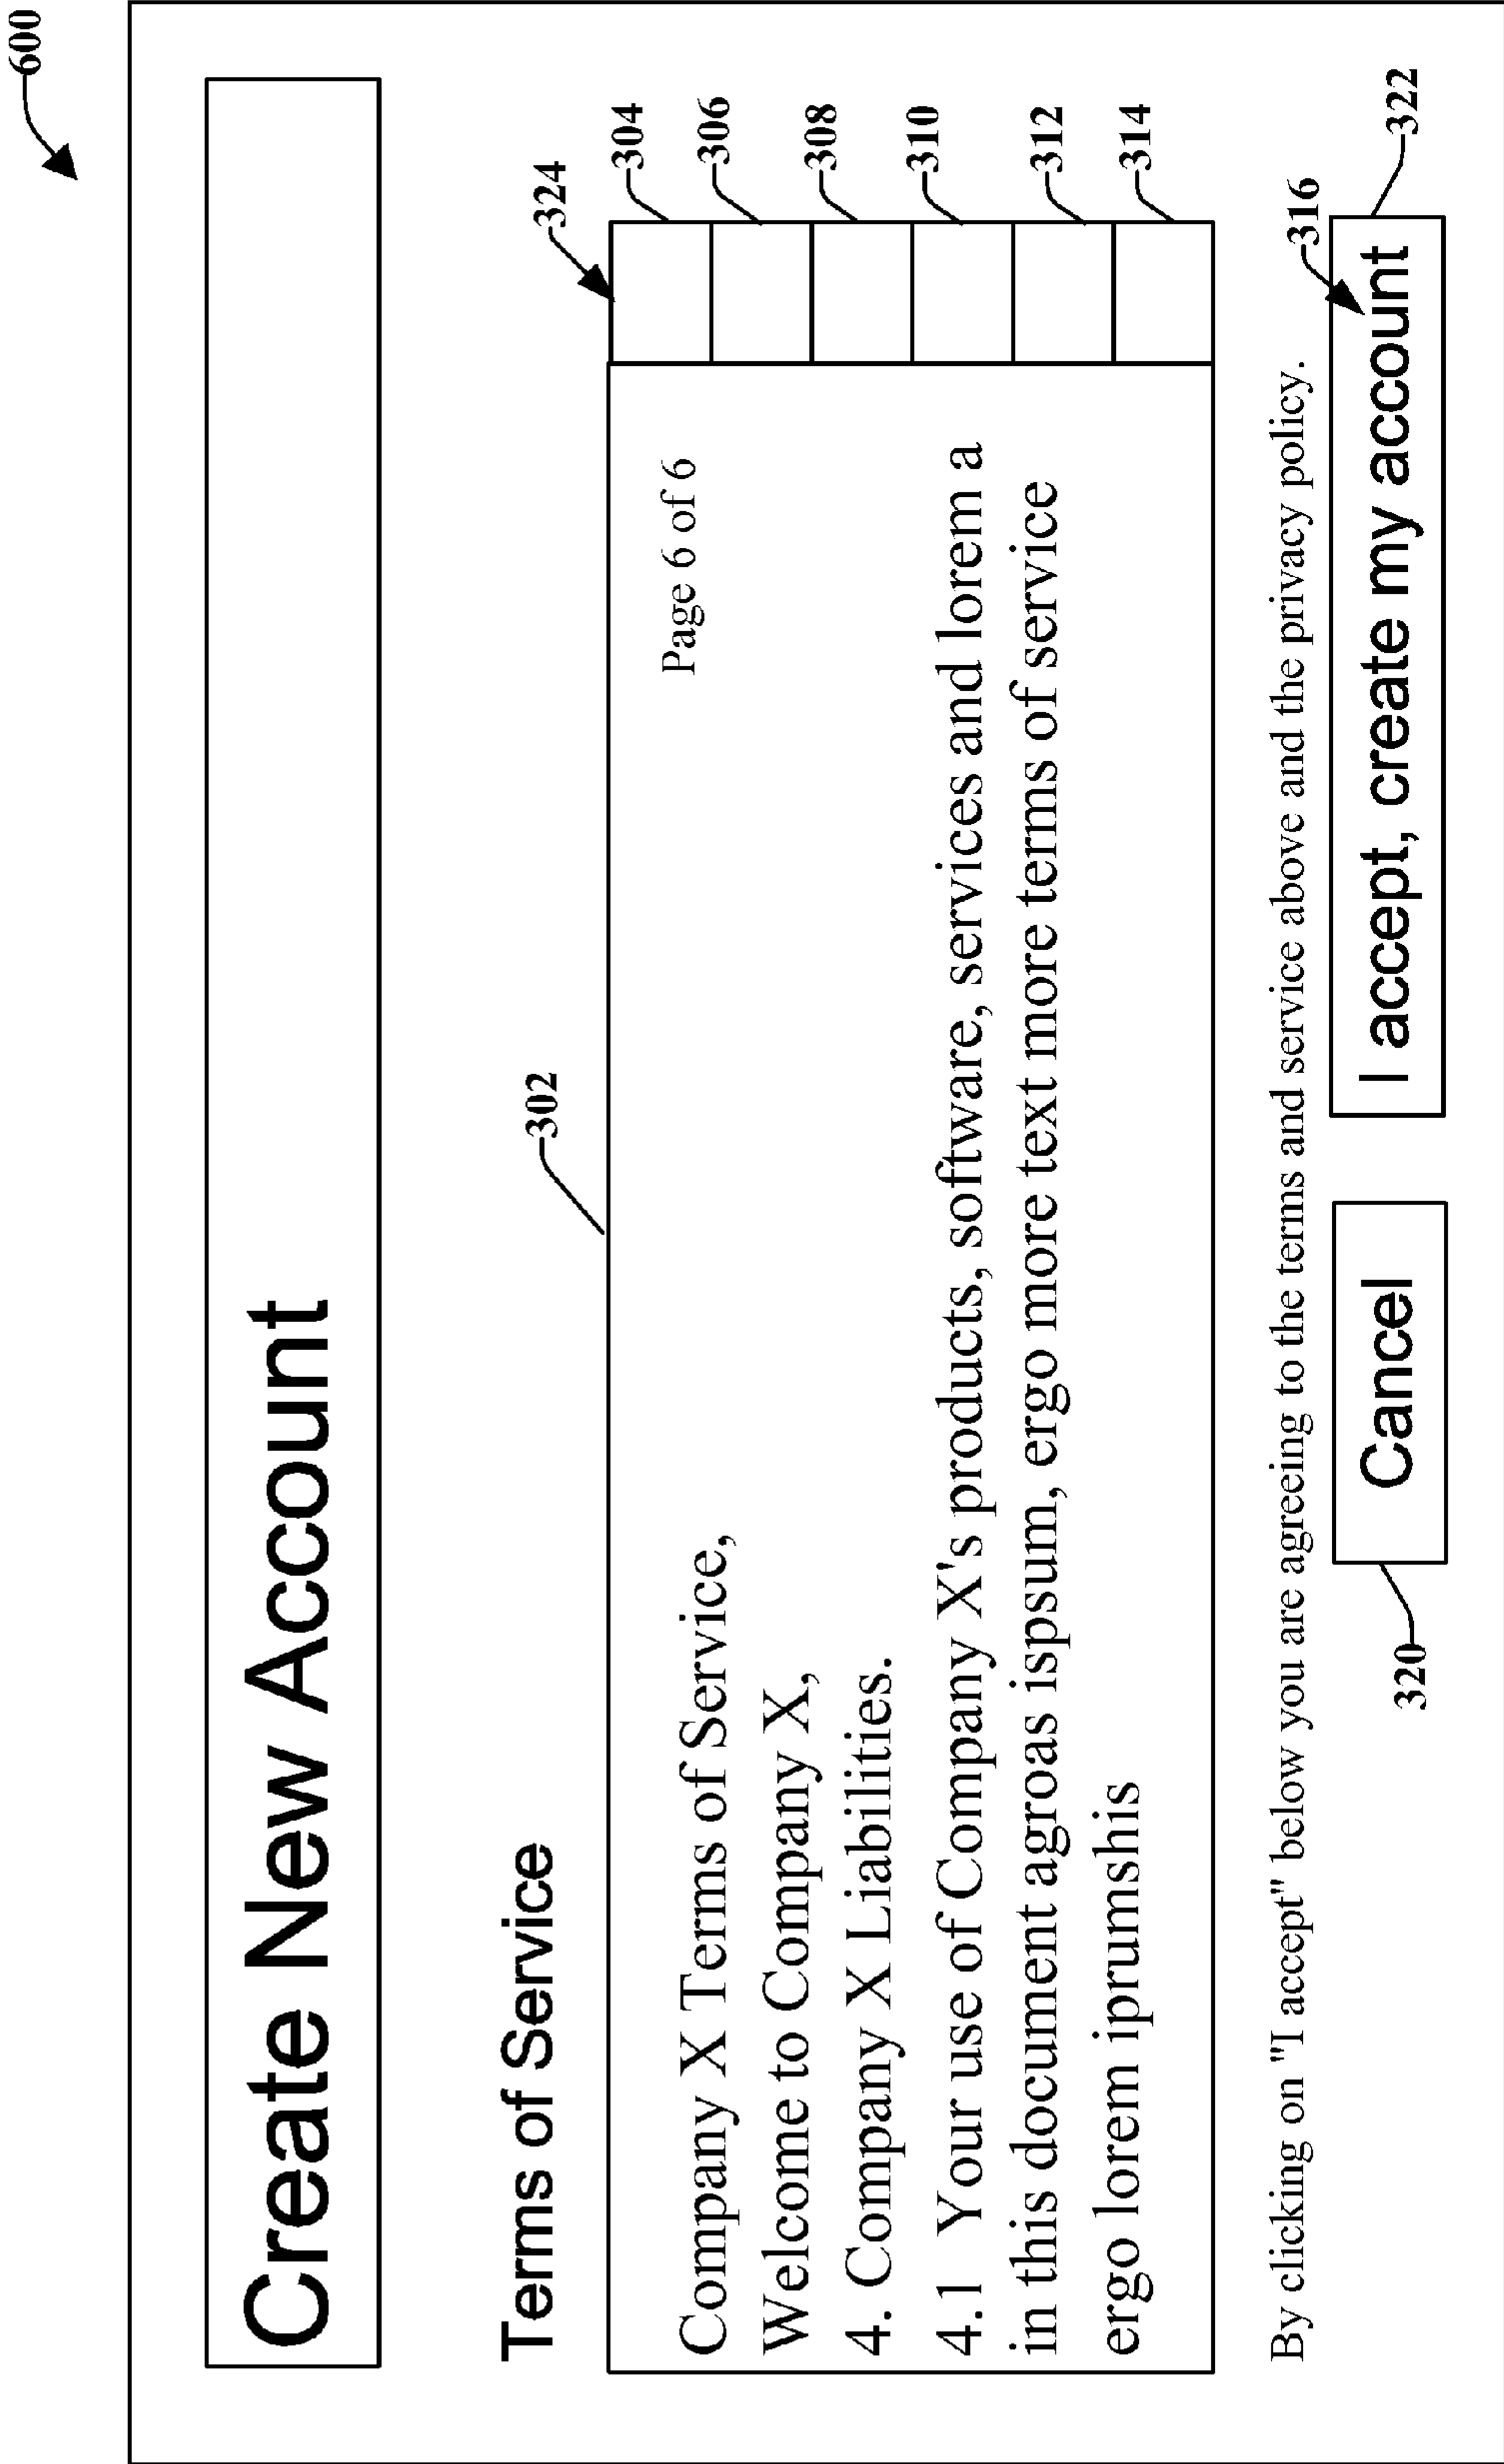 600
Create New Account
Terms of Service
302
324
Page 6 of 6
Company X Terms of Service,
Welcome to Company X,
4. Company X Liabilities.
4.1 Your use of Company X's products, software, services and lorem a
in this document agroas ispsum, ergo more text more terms of service
ergo lorem iprumshis
304
306
308
310
312
314
By clicking on "I accept" below you are agreeing to the terms and service above and the privacy policy.
316
320
Cancel
I accept, create my account
322